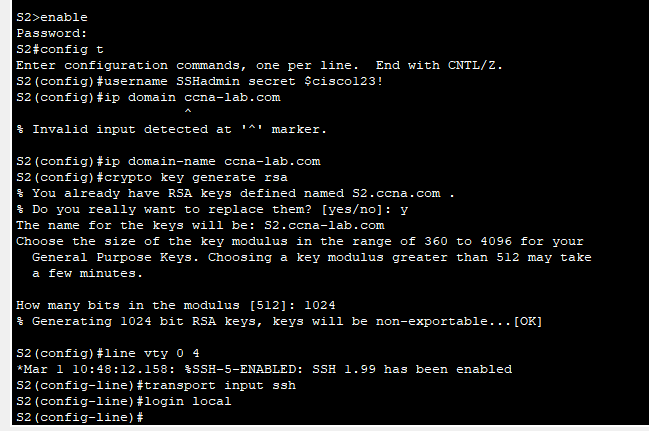 S2>enable
Password:
S2#config t
Enter configuration commands, one per line.  End with CNTL/Z.
S2(config)#username SSHadmin secret $cisco123!
S2(config)#ip domain ccna-lab.com
^
% Invalid input detected at '^' marker.
S2(config)#ip domain-name ccna-lab.com
S2(config)#crypto key generate rsa
% You already have RSA keys defined named S2.ccna.com .
% Do you really want to replace them? [yes/no]: y
The name for the keys will be: S2.ccna-lab.com
Choose the size of the key modulus in the range of 360 to 4096 for your
General Purpose Keys. Choosing a key modulus greater than 512 may take
a few minutes.
How many bits in the modulus [512]: 1024
% Generating 1024 bit RSA keys, keys will be non-exportable...[OK]
S2(config)#line vty 0 4
*Mar 1 10:48:12.158: %SSH-5-ENABLED: SSH 1.99 has been enabled
S2(config-line)#transport input ssh
S2(config-line)#login local
S2(config-line)#